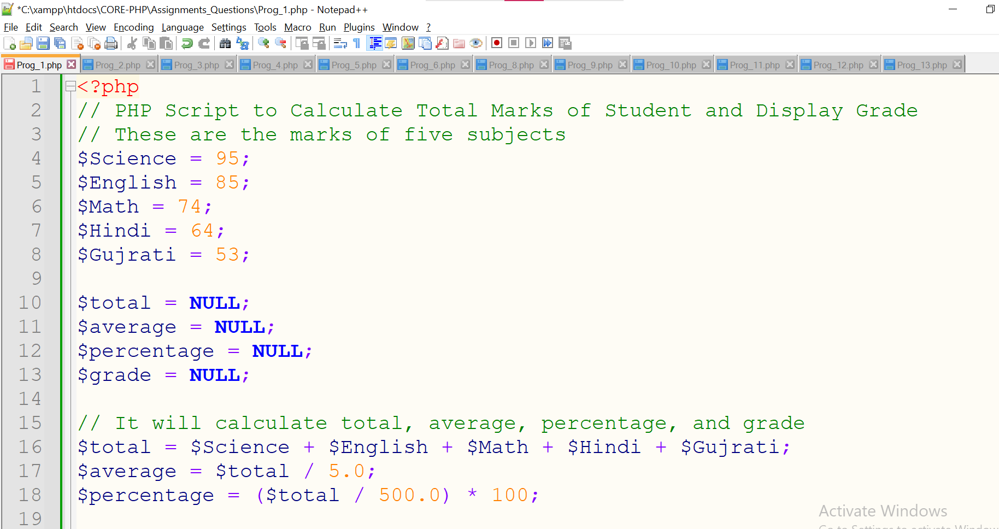 *C:\xampp\htdocs\CORE-PHP\Assignments_Questions\Prog_1.php - Notepad++
File Edit Search View Encoding Language Settings Tools Macro Run Plugins Window ?
Prog_1.php Prog_2.php Prog_3.php Prog_4.php Prog_5.php Prog_6.php Prog_8.php Prog_9.php Prog_10.php Prog_11.php Prog_12.php Prog_13.php
1 <?php
2 // PHP Script to Calculate Total Marks of Student and Display Grade
3 // These are the marks of five subjects
4 $Science = 95;
5 $English = 85;
6 $Math = 74;
7 $Hindi = 64;
8 $Gujrati = 53;
9
10 $total = NULL;
11 $average = NULL;
12 $percentage = NULL;
13 $grade = NULL;
14
15 // It will calculate total, average, percentage, and grade
16 $total = $Science + $English + $Math + $Hindi + $Gujrati;
17 $average = $total / 5.0;
18 $percentage = ($total / 500.0) * 100;
19
Activate Windows
Go to Settings to activate Window